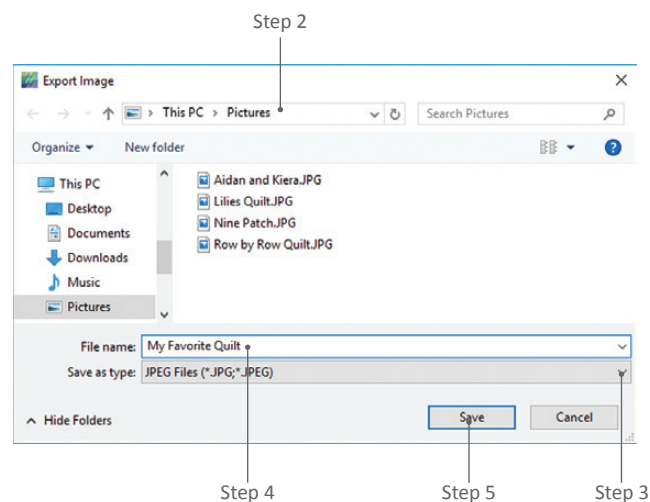 Step 2
Export Image
This PC > Pictures
Search Pictures
Organize
New folder
This PC
Desktop
Documents
Downloads
Music
Pictures
Aidan and Kiera.JPG
Lilies Quilt.JPG
Nine Patch.JPG
Row by Row Quilt.JPG
File name: My Favorite Quilt
Save as type: JPEG Files (*.JPG;*.JPEG)
Hide Folders
Save
Cancel
Step 4
Step 5
Step 3